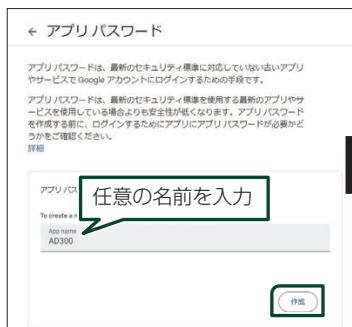 ← アプリ パスワード
アプリ パスワードは、最新のセキュリティ標準に対応していない古いアプリ
やサービスで Google アカウントにログインするための手段です。
アプリ パスワードは、最新のセキュリティ標準を使用する最新のアプリやサ
ービスを使用している場合よりも安全性が低くなります。アプリ パスワード
を作成する前に、ログインするためにアプリにアプリ パスワードが必要かど
うかをご確認ください。
詳細
アプリ パス
任意の名前を入力
To create a n
App name
AD300
作成